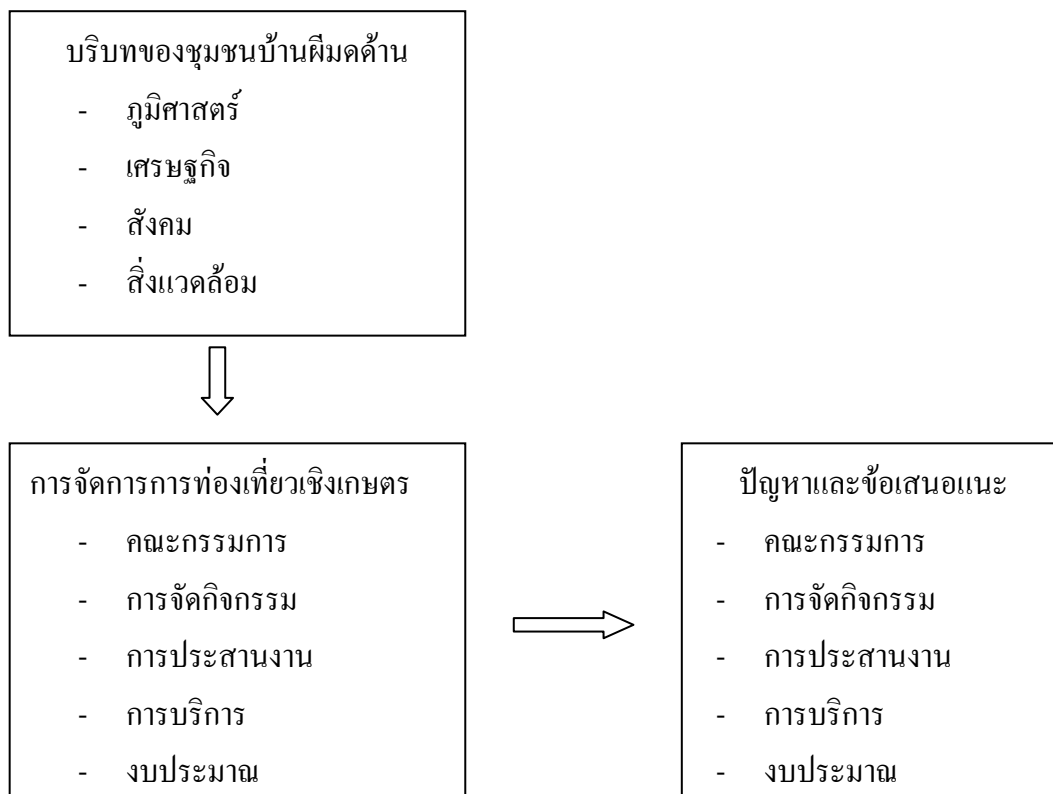 บริบทของชุมชนบ้านผีมดด้าน
- ภูมิศาสตร์
- เศรษฐกิจ
- สังคม
- สิ่งแวดล้อม
การจัดการการท่องเที่ยวเชิงเกษตร
- คณะกรรมการ
- การจัดกิจกรรม
- การประสานงาน
- การบริการ
- งบประมาณ
ปัญหาและข้อเสนอแนะ
- คณะกรรมการ
- การจัดกิจกรรม
- การประสานงาน
- การบริการ
- งบประมาณ